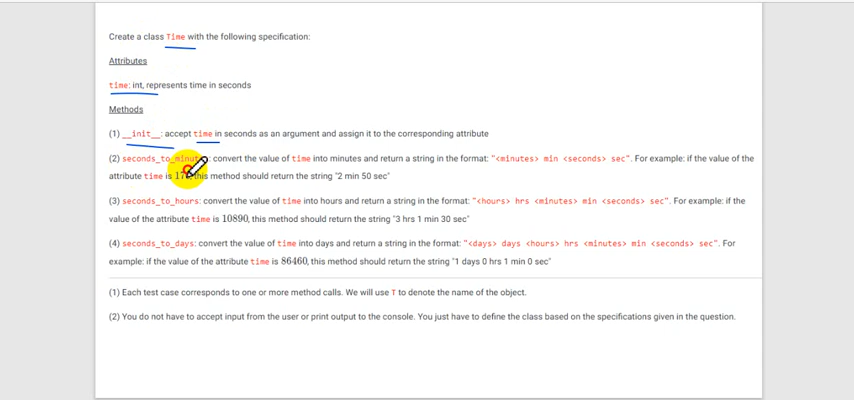 Create a class Time with the following specification:
Attributes
time: int, represents time in seconds
Methods
(1) __init__: accept time in seconds as an argument and assign it to the corresponding attribute
(2) convert the value of time into minutes and return a string in the format: "<minutes> min <seconds> sec". For example: if the value of the
attribute time is this method should return the string "2 min 50 sec"
(3) seconds_to_hours: convert the value of time into hours and return a string in the format: "<hours> hrs <minutes> min <seconds> sec". For example: if the
value of the attribute time is 10890, this method should return the string "3 hrs 1 min 30 sec"
(4) seconds_to_days: convert the value of time into days and return a string in the format: "<days> days <hours> hrs <minutes> min <seconds> sec". For
example: if the value of the attribute time is 86460, this method should return the string "1 days 0 hrs 1 min 0 sec"
(1) Each test case corresponds to one or more method calls. We will use T to denote the name of the object.
(2) You do not have to accept input from the user or print output to the console. You just have to define the class based on the specifications given in the question.